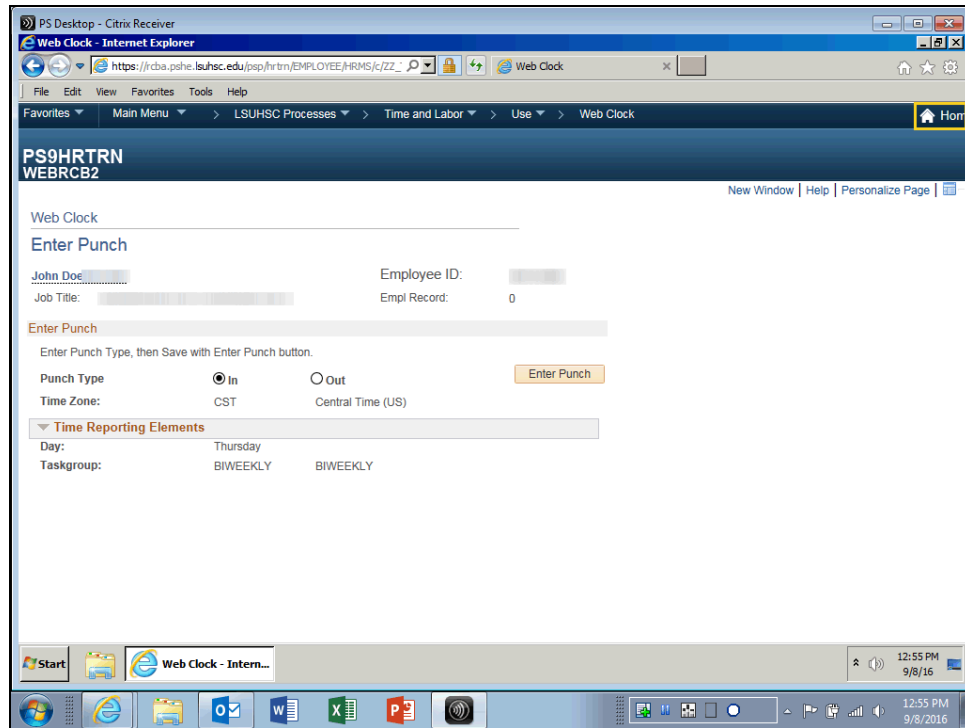 PS Desktop - Citrix Receiver
Web Clock - Internet Explorer
https://rcba.pshe.lsuhsc.edu/psp/hrtrn/EMPLOYEE/HRMS/c/ZZ_ Web Clock
File Edit View Favorites Tools Help
Favorites Main Menu > LSUHSC Processes > Time and Labor > Use > Web Clock Hom
PS9HRTRN
WEBRCB2
New Window | Help | Personalize Page |
Web Clock
Enter Punch
John Doe Employee ID:
Job Title: Empl Record: 0
Enter Punch
Enter Punch Type, then Save with Enter Punch button.
Punch Type In Out Enter Punch
Time Zone: CST Central Time (US)
Time Reporting Elements
Day: Thursday
Taskgroup: BIWEEKLY BIWEEKLY
Start Web Clock - Intern... 12:55 PM
9/8/16
12:55 PM
9/8/2016